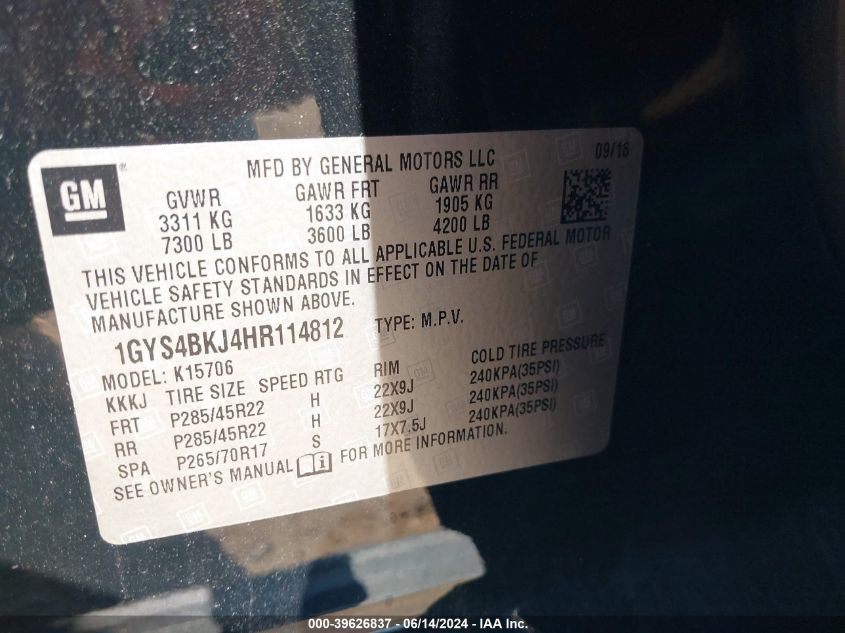 GM ®
MFD BY GENERAL MOTORS LLC 09/16
GVWR GAWR FRT GAWR RR
3311 KG 1633 KG 1905 KG
7300 LB 3600 LB 4200 LB
THIS VEHICLE CONFORMS TO ALL APPLICABLE U.S. FEDERAL MOTOR
VEHICLE SAFETY STANDARDS IN EFFECT ON THE DATE OF
MANUFACTURE SHOWN ABOVE.
1GYS4BKJ4HR114812 TYPE: M.P.V.
MODEL: K15706
KKKJ TIRE SIZE SPEED RTG RIM COLD TIRE PRESSURE
FRT P285/45R22 H 22X9J 240KPA(35PSI)
RR P285/45R22 H 22X9J 240KPA(35PSI)
SPA P265/70R17 S 17X7.5J 240KPA(35PSI)
SEE OWNER'S MANUAL FOR MORE INFORMATION.
000-39626837 - 06/14/2024 - IAA Inc.